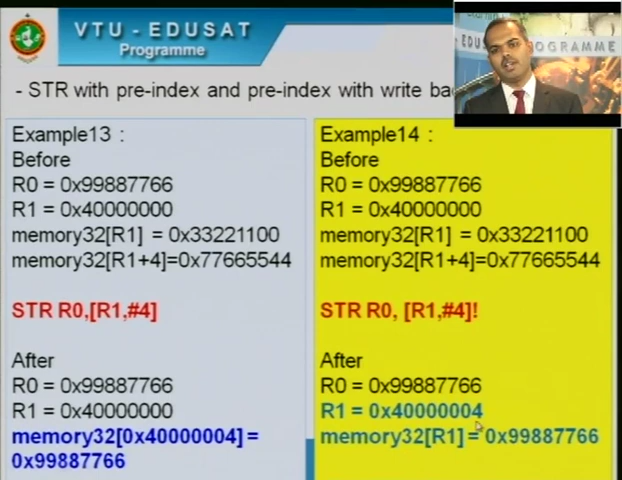 VTU - EDUSAT
Programme
- STR with pre-index and pre-index with write ba
- EDUS
PROGRAMME
Example13 :
Before
R0 = 0x99887766
R1 = 0x40000000
memory32[R1] = 0x33221100
memory32[R1+4]=0x77665544
STR R0,[R1,#4]
After
R0 = 0x99887766
R1 = 0x40000000
memory32[0x40000004] =
0x99887766
Example14 :
Before
R0 = 0x99887766
R1 = 0x40000000
memory32[R1] = 0x33221100
memory32[R1+4]=0x77665544
STR R0, [R1,#4]!
After
R0 = 0x99887766
R1 = 0x40000004
memory32[R1] = 0x99887766